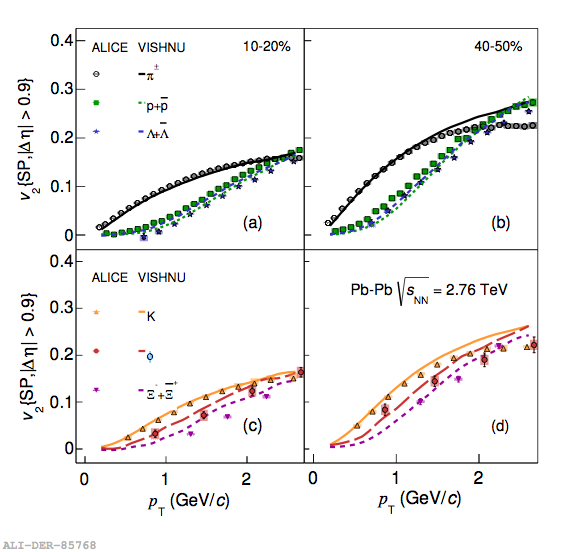 v₂{SP,|Δη| > 0.9}
0.4
0.3
0.2
0.1
0
ALICE VISHNU 10-20%
π±
p+p̅
Λ+Λ̅
(a)
40-50%
(b)
v₂{SP,|Δη| > 0.9}
0.4
0.3
0.2
0.1
0
ALICE VISHNU
K
ϕ
Ξ⁻+Ξ̅⁺
(c)
Pb-Pb √sNN = 2.76 TeV
(d)
0 1 2
0 1 2
pT (GeV/c)
pT (GeV/c)
ALI-DER-85768